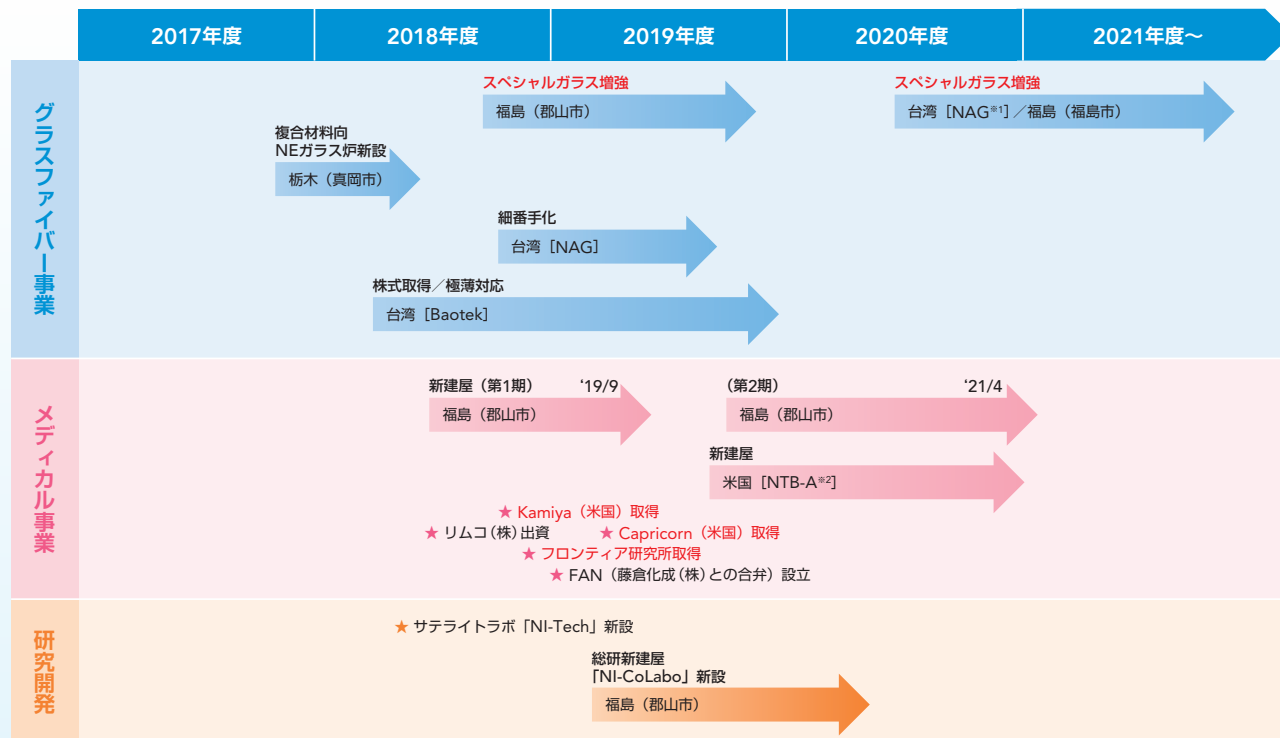 2017年度
2018年度
2019年度
2020年度
2021年度～
グラスファイバー事業
スペシャルガラス増強
福島（郡山市）
スペシャルガラス増強
台湾［NAG※1］／福島（福島市）
複合材料向
NEガラス炉新設
栃木（真岡市）
細番手化
台湾［NAG］
株式取得／極薄対応
台湾［Baotek］
メディカル事業
新建屋（第1期）
‘19/9
福島（郡山市）
（第2期）
‘21/4
福島（郡山市）
新建屋
米国［NTB-A※2］
★ Kamiya（米国）取得
★ リムコ（株）出資
★ Capricorn（米国）取得
★ フロンティア研究所取得
★ FAN（藤倉化成（株）との合弁）設立
研究開発
★ サテライトラボ「NI-Tech」新設
総研新建屋
「NI-CoLabo」新設
福島（郡山市）